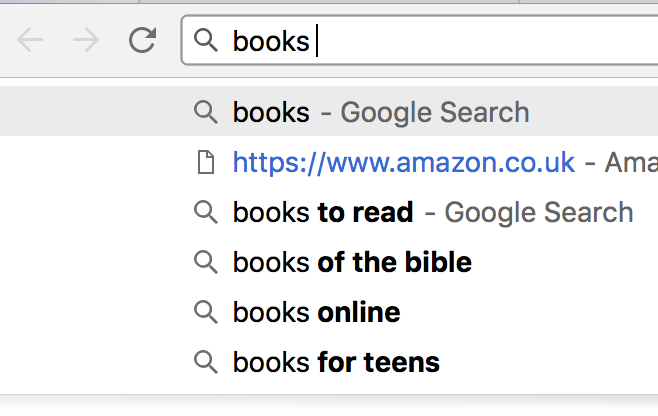 books
books - Google Search
https://www.amazon.co.uk - Ama
books to read - Google Search
books of the bible
books online
books for teens